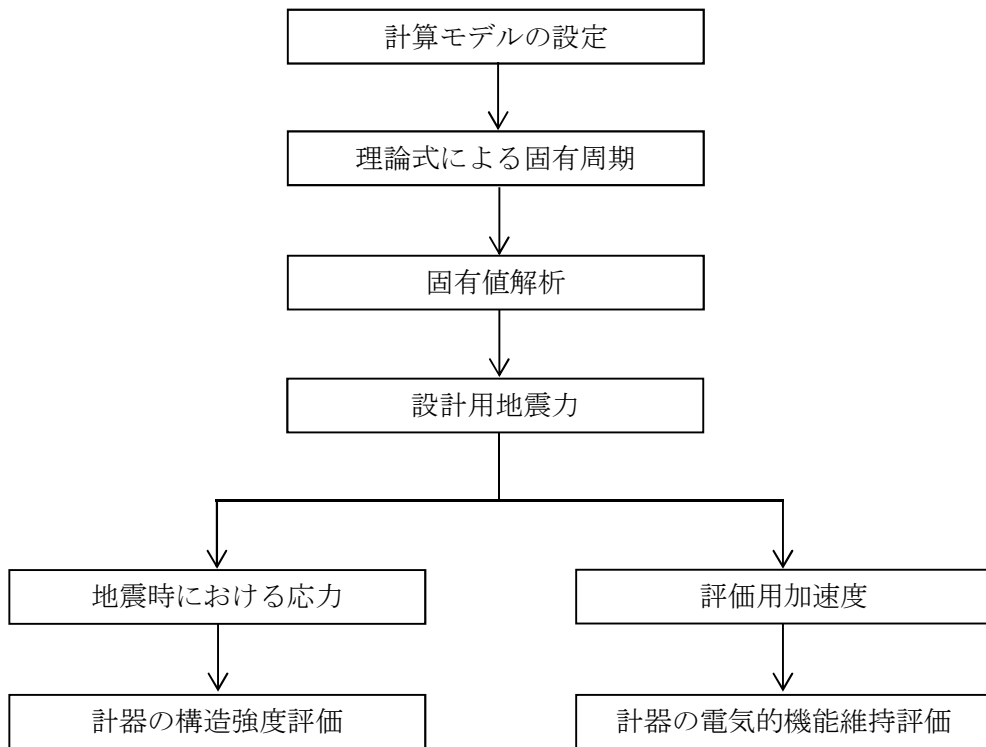 計算モデルの設定
理論式による固有周期
固有値解析
設計用地震力
地震時における応力
評価用加速度
計器の構造強度評価
計器の電気的機能維持評価